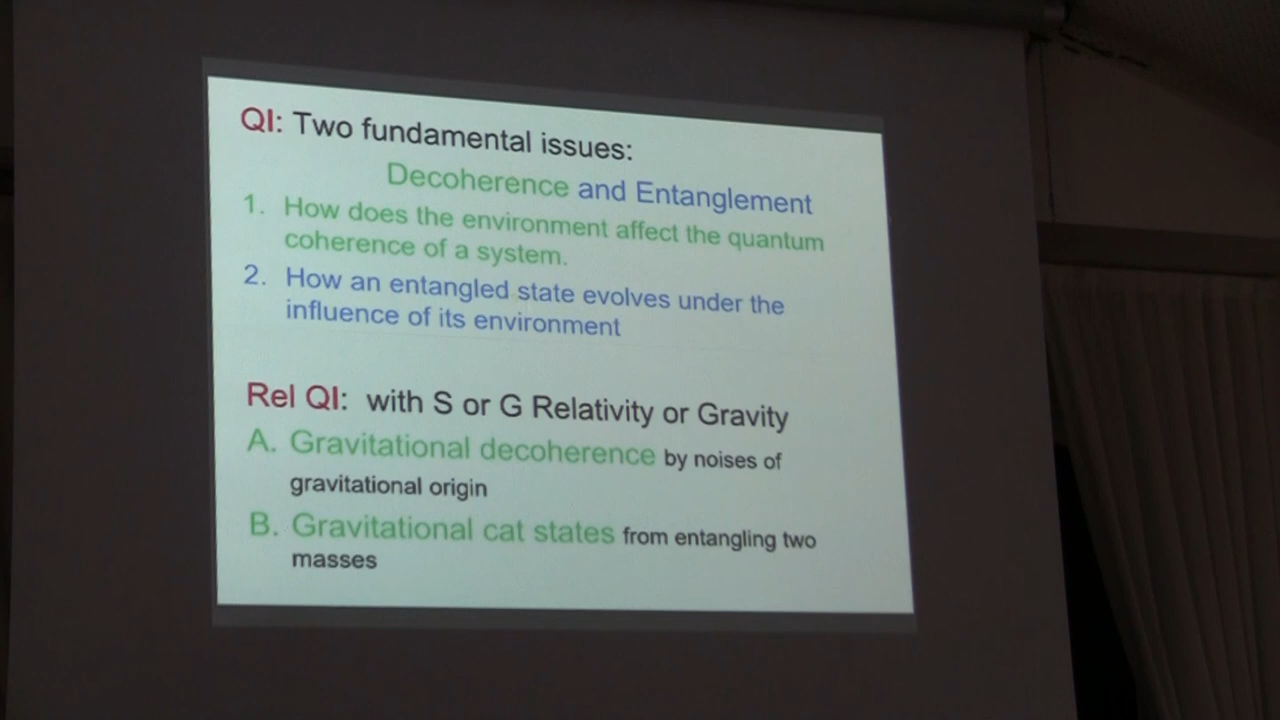 QI: Two fundamental issues:
Decoherence and Entanglement
1. How does the environment affect the quantum
coherence of a system.
2. How an entangled state evolves under the
influence of its environment
Rel QI: with S or G Relativity or Gravity
A. Gravitational decoherence by noises of
gravitational origin
B. Gravitational cat states from entangling two
masses